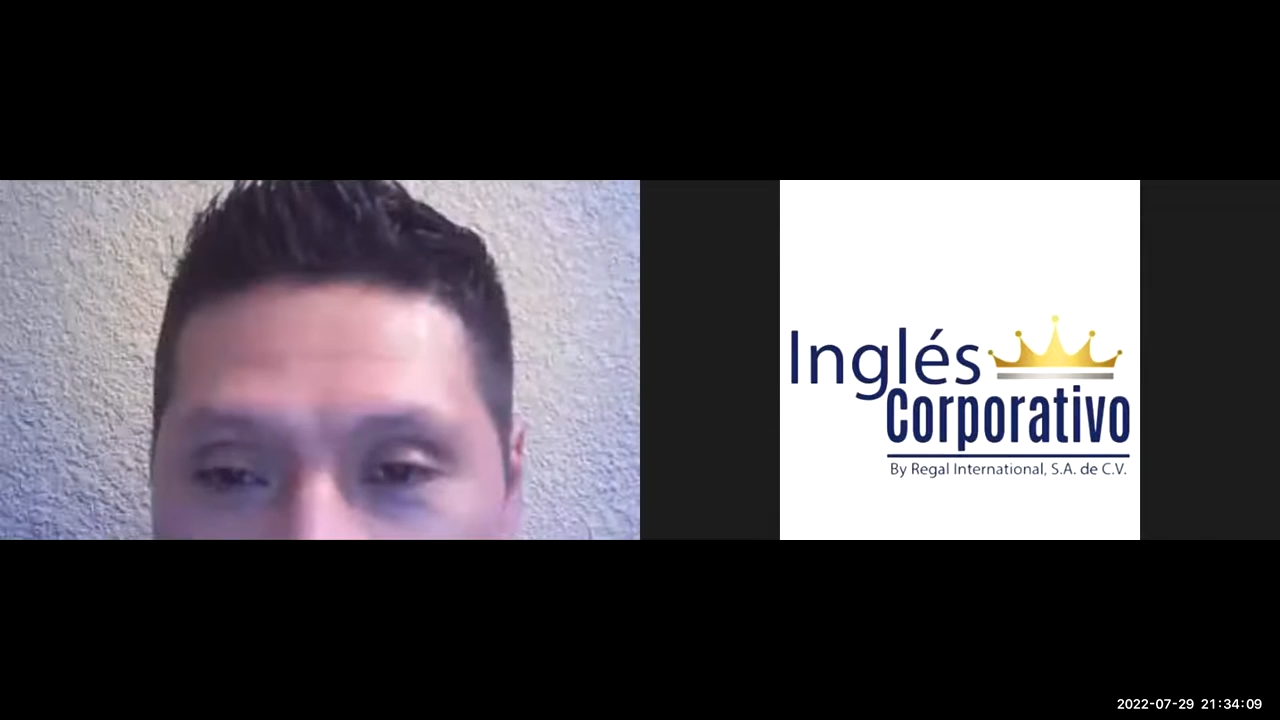 Inglés
Corporativo
By Regal International, S.A. de C.V.
2022-07-29 21:34:09